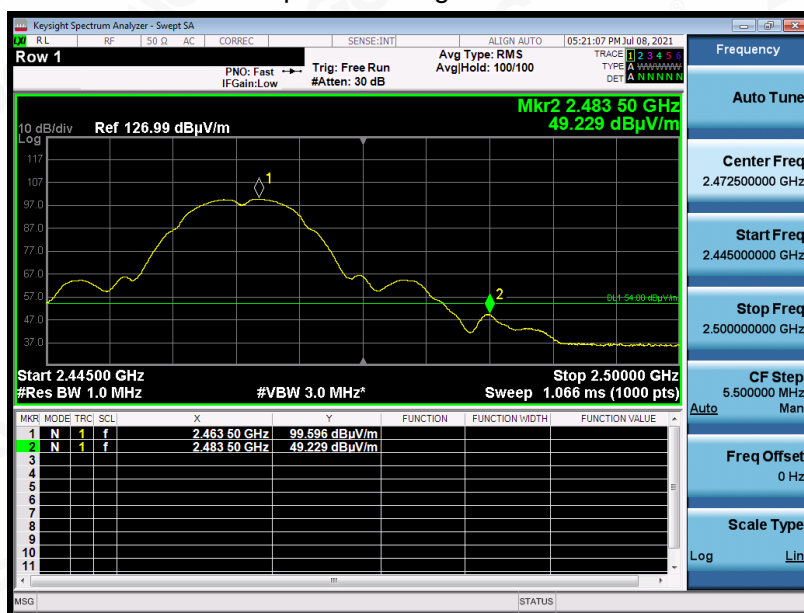 Keysight Spectrum Analyzer - Swept SA
LXI RL RF 50 Ω AC CORREC SENSE:INT ALIGN AUTO 05:21:07 PM Jul 08, 2021
Row 1
PNO: Fast
IFGain:Low
Trig: Free Run
#Atten: 30 dB
Avg Type: RMS
Avg|Hold: 100/100
TRACE 1 2 3 4 5 6
TYPE A WWWWW
DET A N N N N N
Mkr2 2.483 50 GHz
49.229 dBµV/m
10 dB/div Ref 126.99 dBµV/m
Log
117
107
97.0
87.0
77.0
67.0
57.0
47.0
37.0
1
2
DL1 54.00 dBµV/m
Start 2.44500 GHz Stop 2.50000 GHz
#Res BW 1.0 MHz #VBW 3.0 MHz* Sweep 1.066 ms (1000 pts)
MKR MODE TRC SCL X Y FUNCTION FUNCTION WIDTH FUNCTION VALUE
1 N 1 f 2.463 50 GHz 99.596 dBµV/m
2 N 1 f 2.483 50 GHz 49.229 dBµV/m
3
4
5
6
7
8
9
10
11
MSG STATUS
Frequency
Auto Tune
Center Freq
2.472500000 GHz
Start Freq
2.445000000 GHz
Stop Freq
2.500000000 GHz
CF Step
5.500000 MHz
Auto Man
Freq Offset
0 Hz
Scale Type
Log Lin